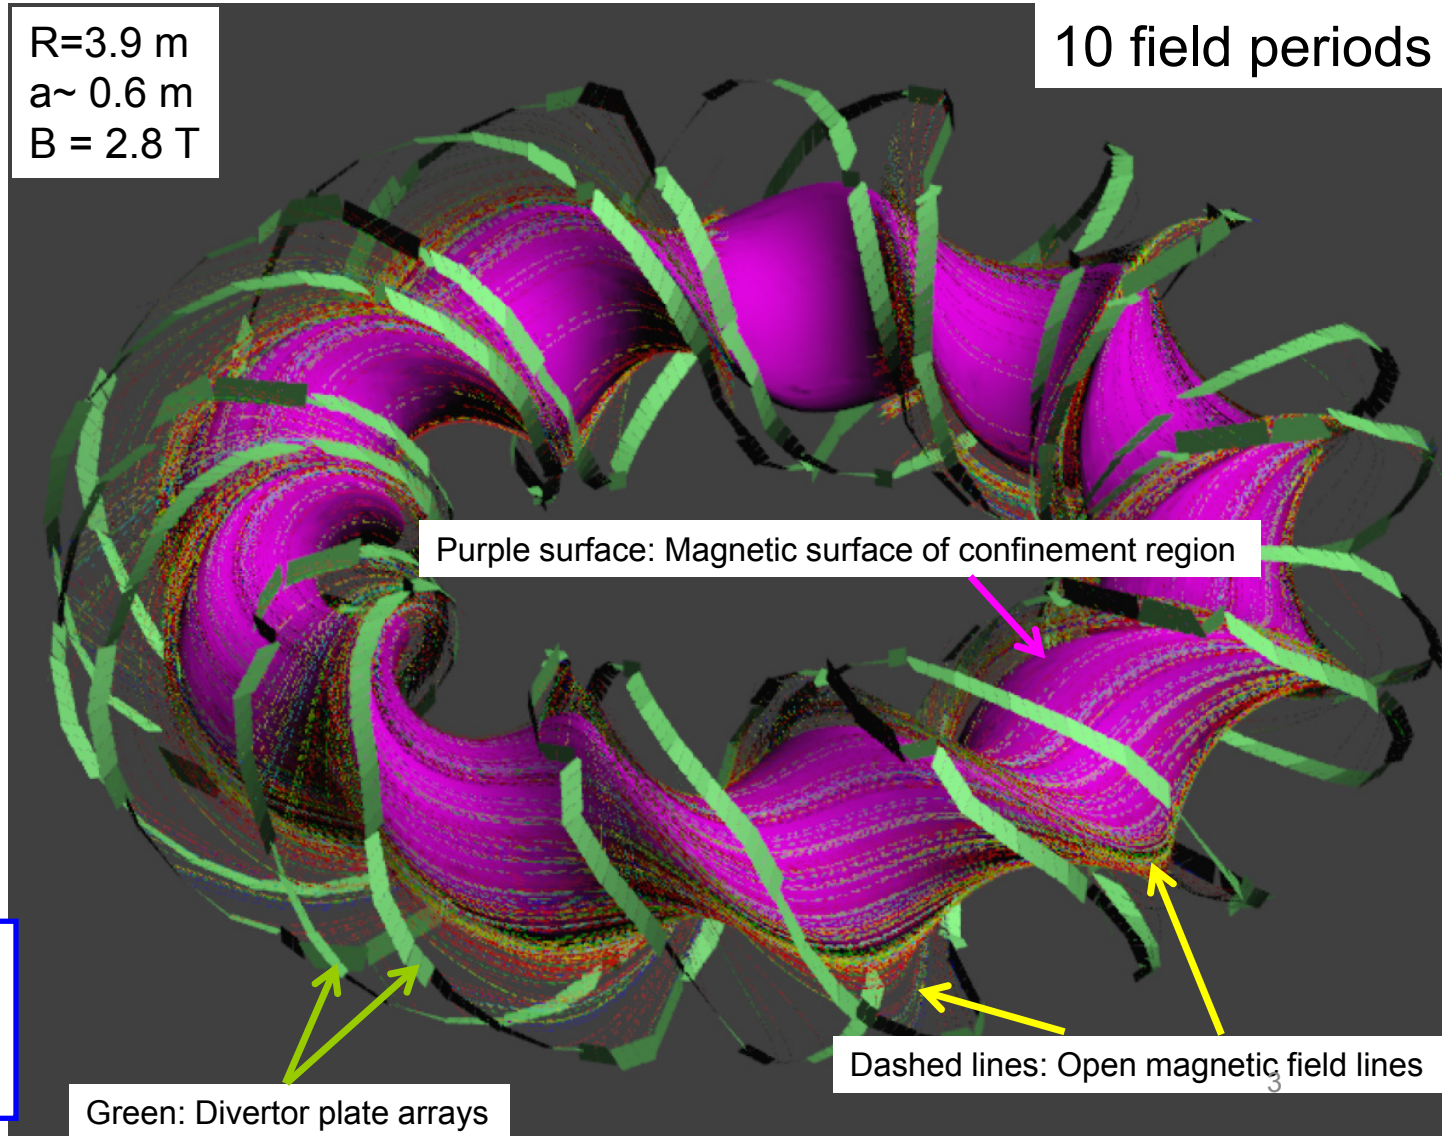 R=3.9 m
a~ 0.6 m
B = 2.8 T
10 field periods
Purple surface: Magnetic surface of confinement region
Dashed lines: Open magnetic field lines
3
Green: Divertor plate arrays